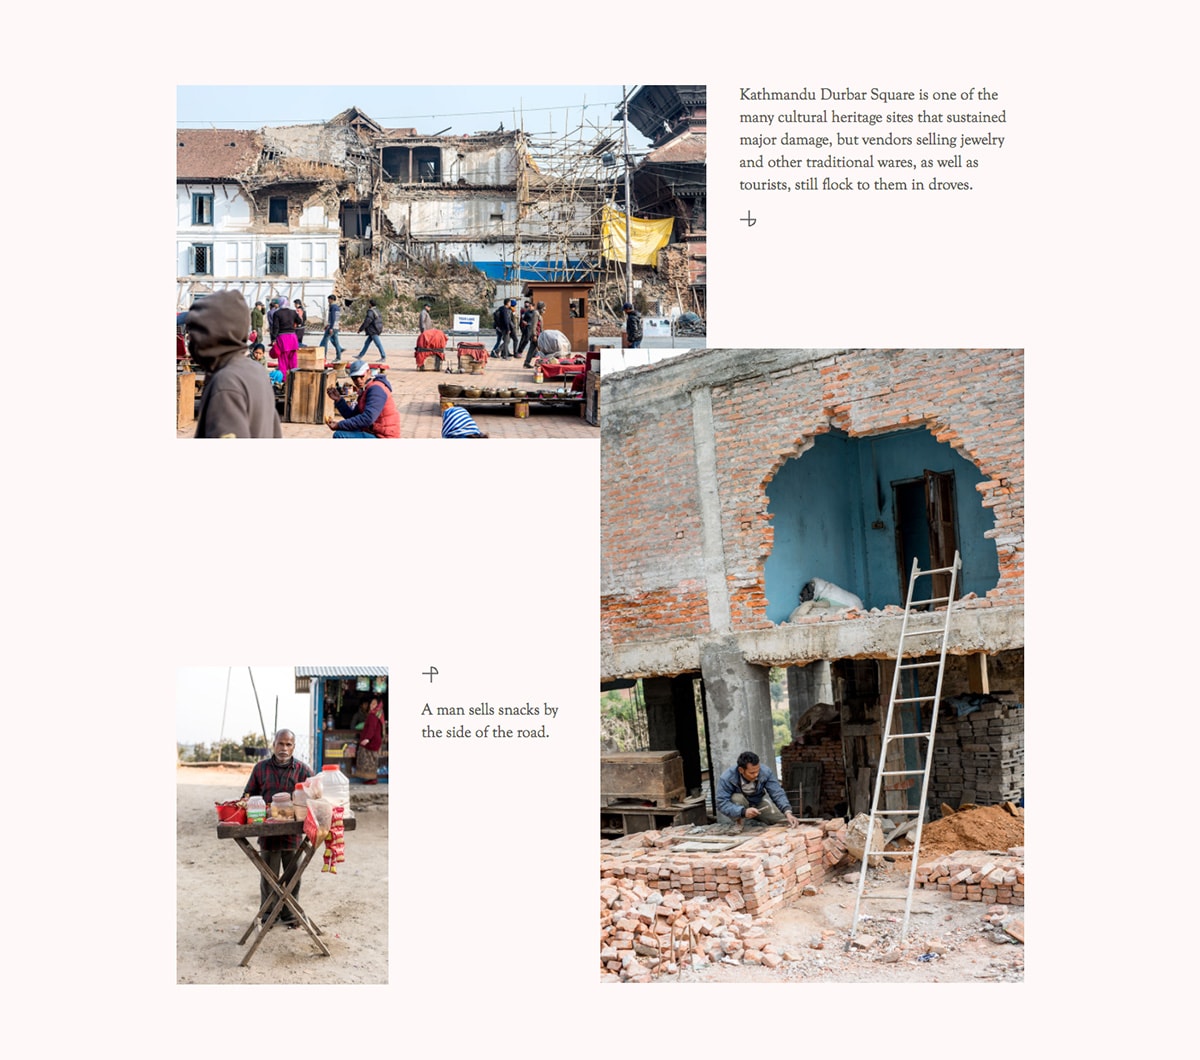 Kathmandu Durbar Square is one of the
many cultural heritage sites that sustained
major damage, but vendors selling jewelry
and other traditional wares, as well as
tourists, still flock to them in droves.
A man sells snacks by
the side of the road.